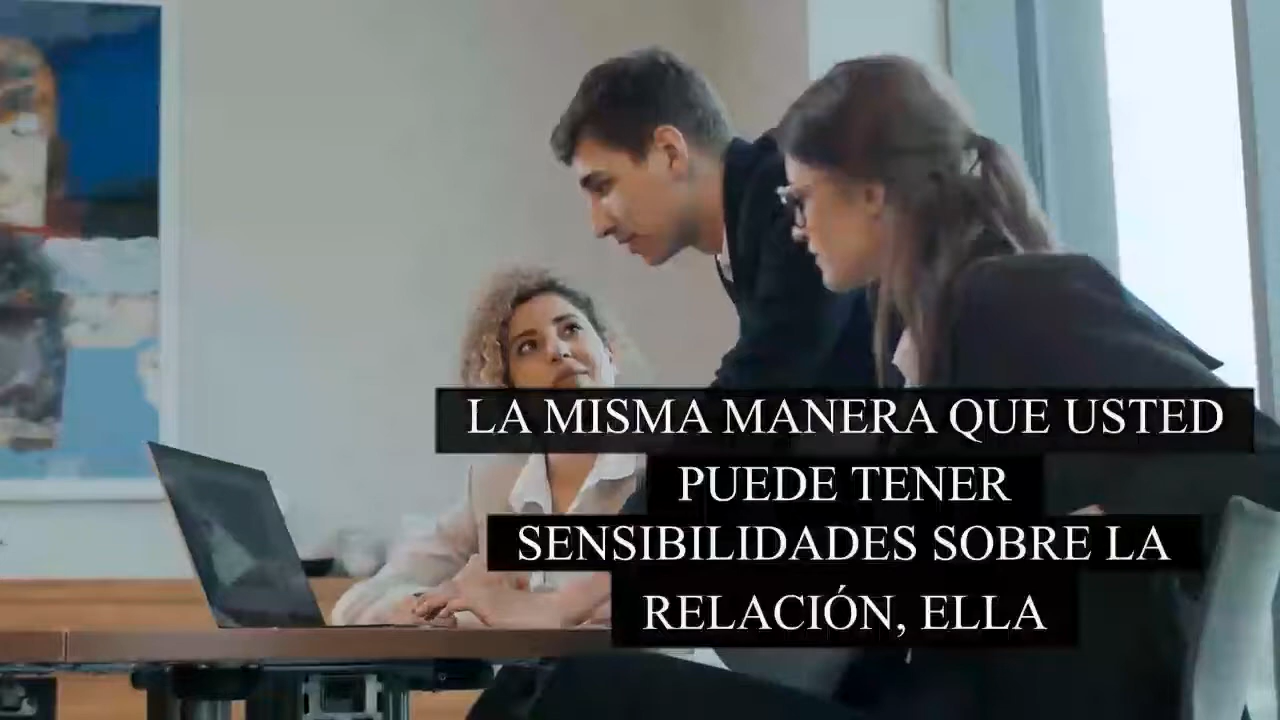 LA MISMA MANERA QUE USTED
PUEDE TENER
SENSIBILIDADES SOBRE LA
RELACIÓN, ELLA